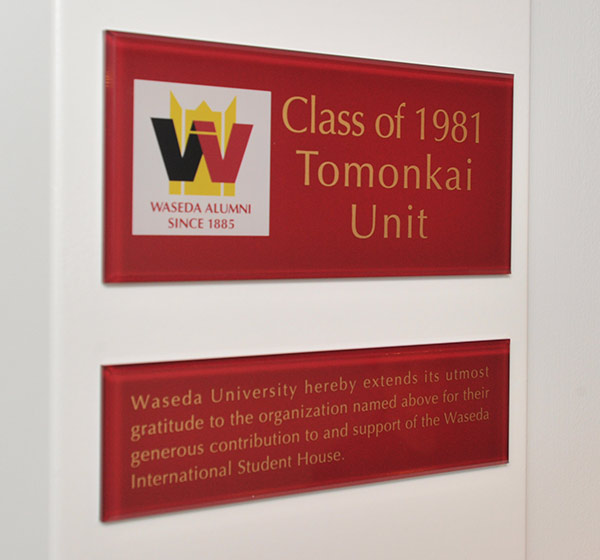 Class of 1981
Tomonkai
Unit
W
WASEDA ALUMNI
SINCE 1885
Waseda University hereby extends its utmost
gratitude to the organization named above for their
generous contribution to and support of the Waseda
International Student House.